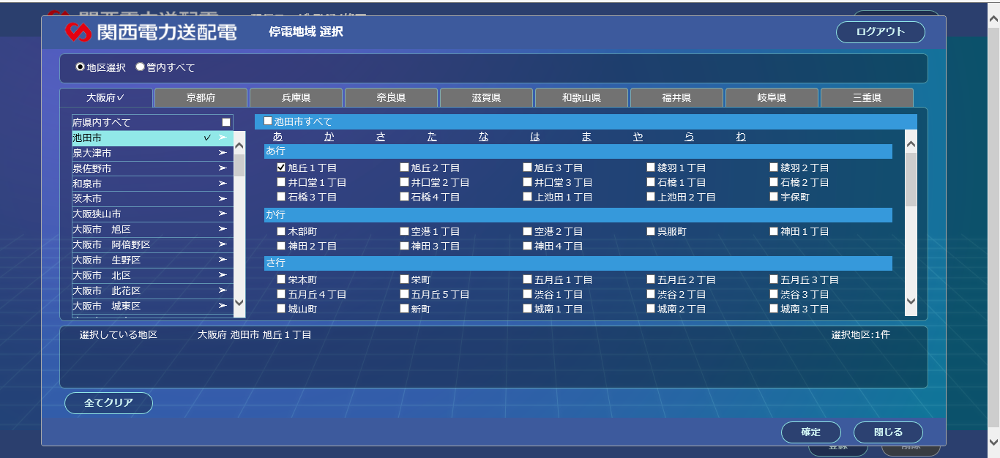 関西電力送配電 停電地域 選択 ログアウト
地区選択 管内すべて
大阪府✓ 京都府 兵庫県 奈良県 滋賀県 和歌山県 福井県 岐阜県 三重県
府県内すべて
池田市 ✓ ➢
泉大津市 ➢
泉佐野市 ➢
和泉市 ➢
茨木市 ➢
大阪狭山市 ➢
大阪市 旭区 ➢
大阪市 阿倍野区 ➢
大阪市 生野区 ➢
大阪市 北区 ➢
大阪市 此花区 ➢
大阪市 城東区 ➢
池田市すべて
あ か さ た な は ま や ら わ
あ行
旭丘1丁目 旭丘2丁目 旭丘3丁目 綾羽1丁目 綾羽2丁目
井口堂1丁目 井口堂2丁目 井口堂3丁目 石橋1丁目 石橋2丁目
石橋3丁目 石橋4丁目 上池田1丁目 上池田2丁目 宇保町
か行
木部町 空港1丁目 空港2丁目 呉服町 神田1丁目
神田2丁目 神田3丁目 神田4丁目
さ行
栄本町 栄町 五月丘1丁目 五月丘2丁目 五月丘3丁目
五月丘4丁目 五月丘5丁目 渋谷1丁目 渋谷2丁目 渋谷3丁目
城山町 新町 城南1丁目 城南2丁目 城南3丁目
選択している地区 大阪府 池田市 旭丘1丁目 選択地区:1件
全てクリア
確定 閉じる